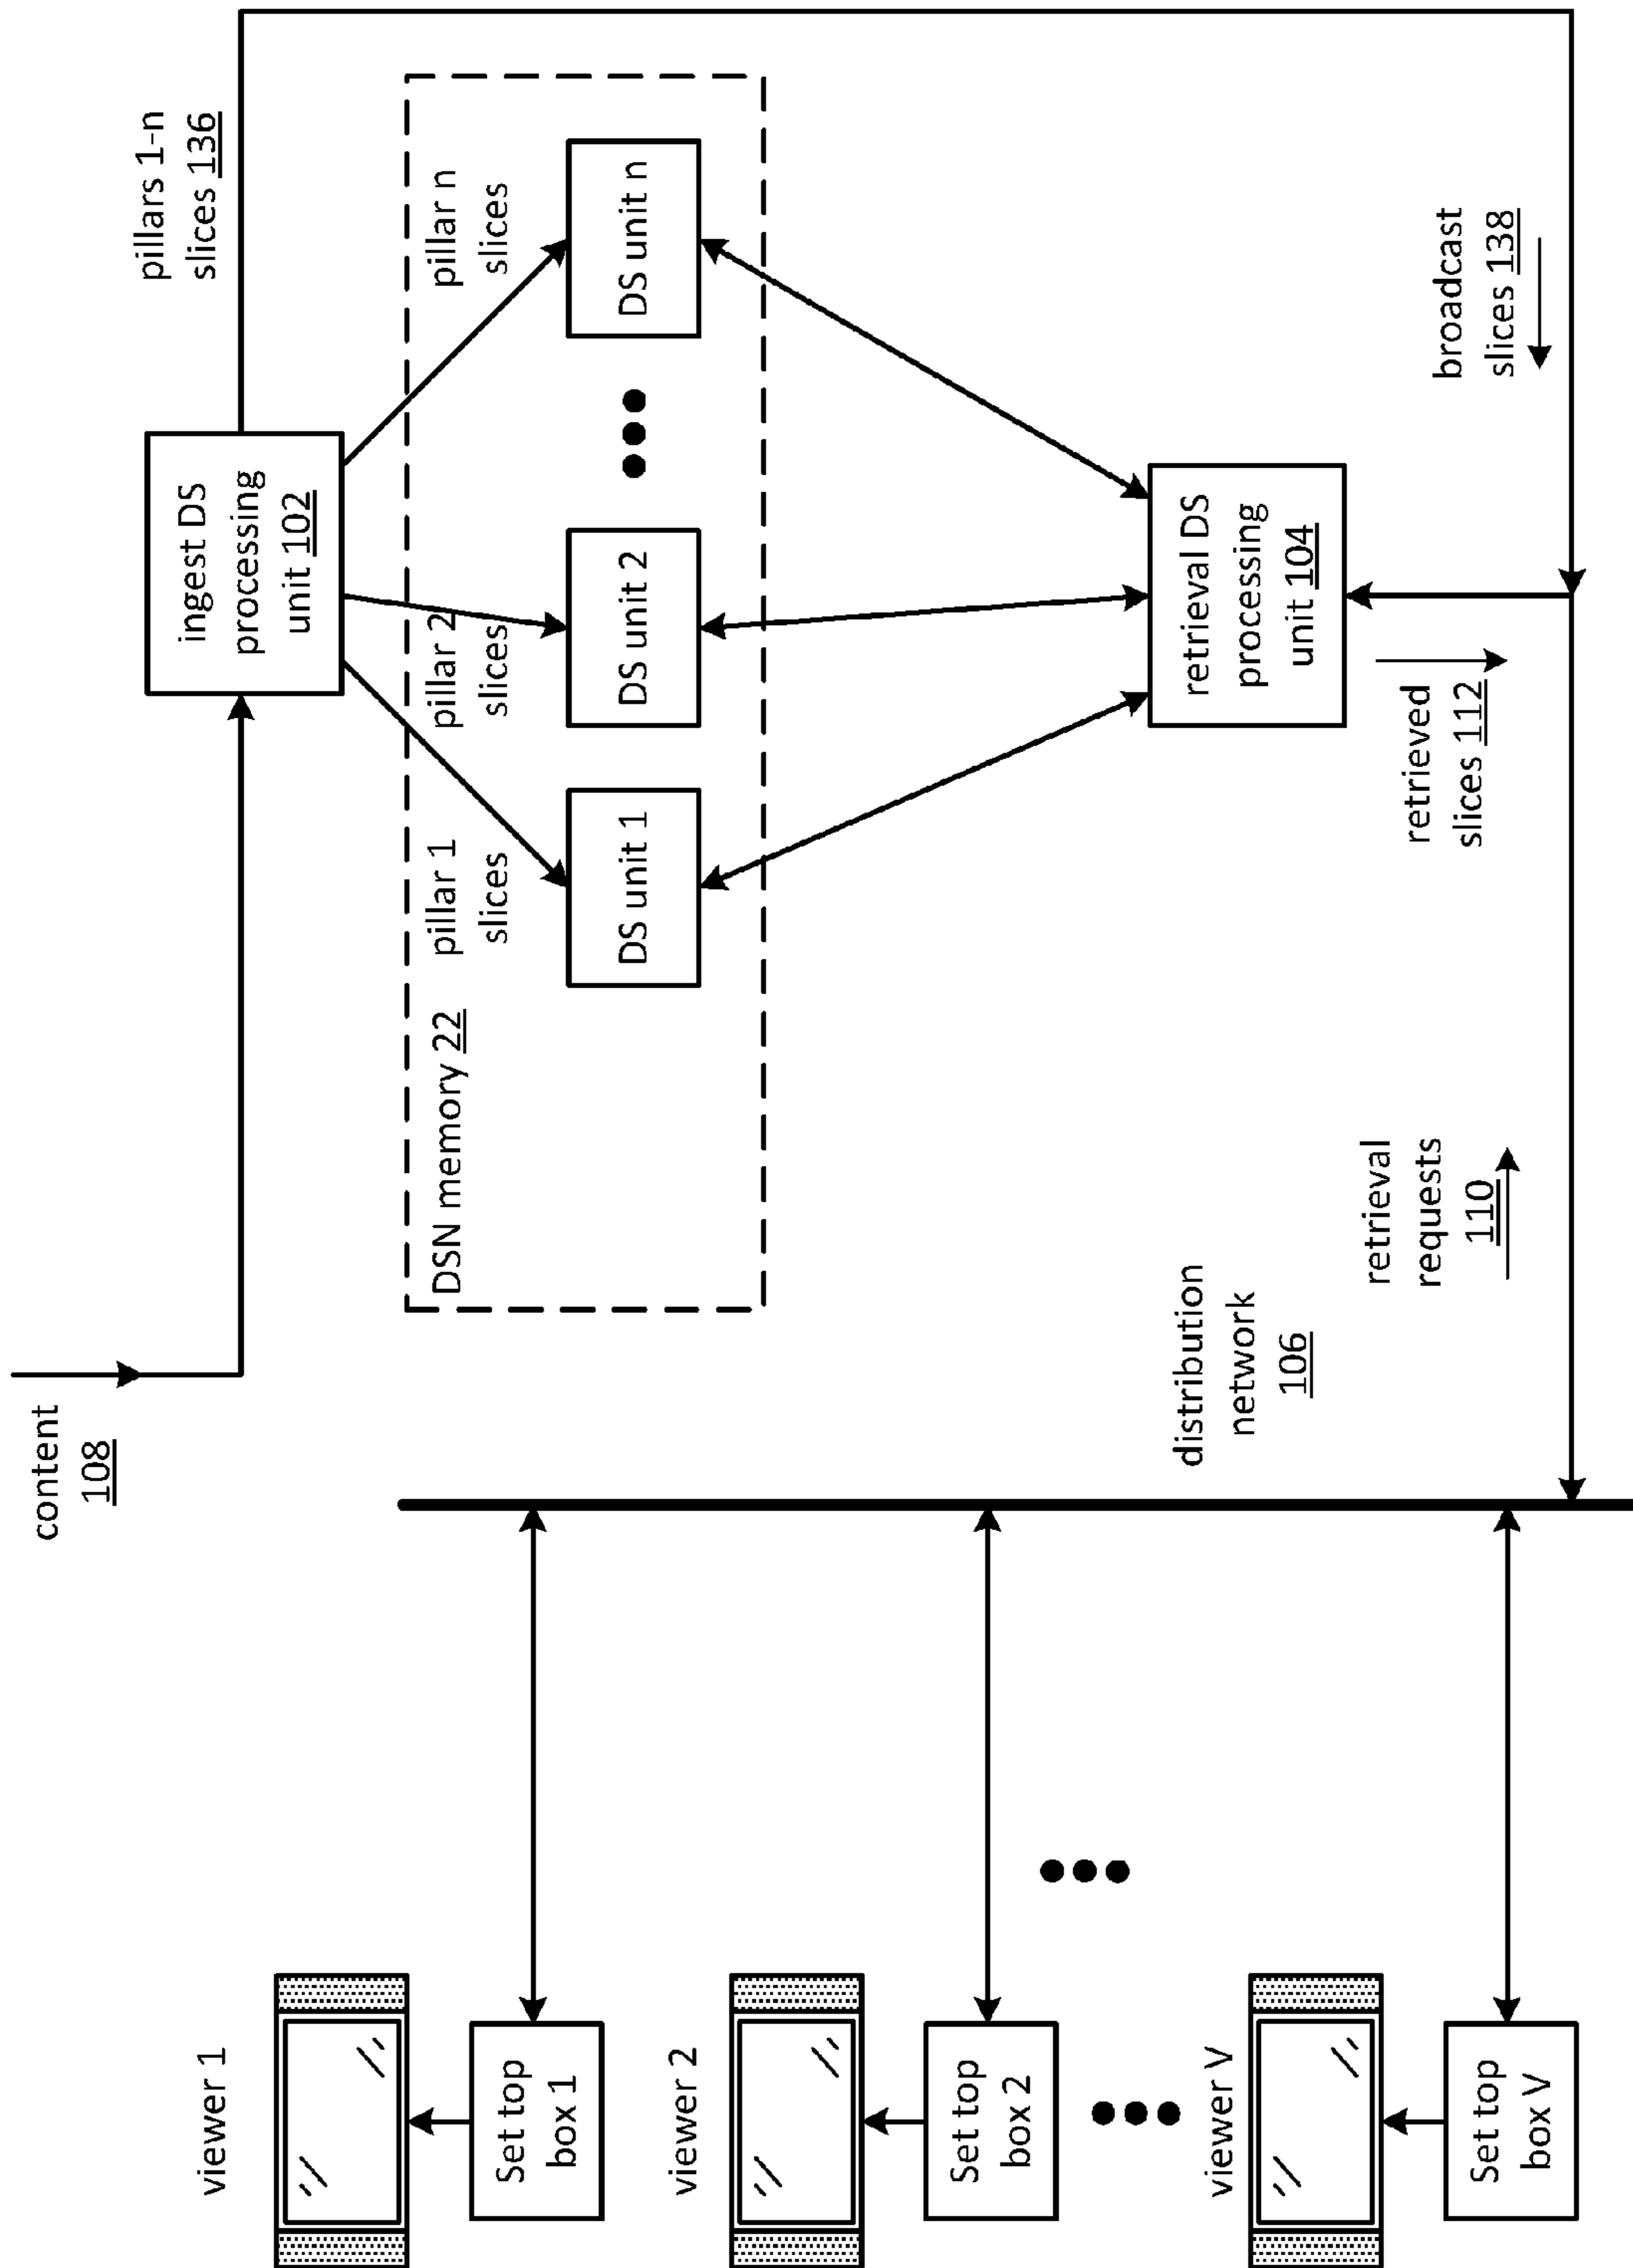 content
108
pillars 1-n
slices 136
ingest DS
processing
unit 102
DSN memory 22
pillar 1
slices
pillar 2
slices
pillar n
slices
DS unit 1
DS unit 2
DS unit n
retrieval DS
processing
unit 104
retrieved
slices 112
broadcast
slices 138
retrieval
requests
110
distribution
network
106
viewer 1
Set top
box 1
viewer 2
Set top
box 2
viewer V
Set top
box V